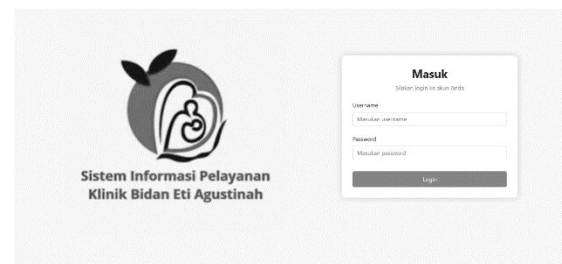 Sistem Informasi Pelayanan
Klinik Bidan Eti Agustinah
Masuk
Silakan login ke akun Anda
Username
Masukan username
Password
Masukan password
Login